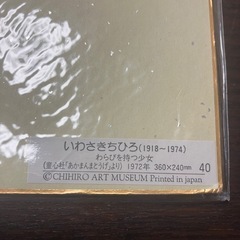 いわさきちひろ(1918～1974)
わらびを持つ少女
(童心社「あかまんまとうげ」より) 1972年 360×240mm 40
©CHIHIRO ART MUSEUM Printed in japan